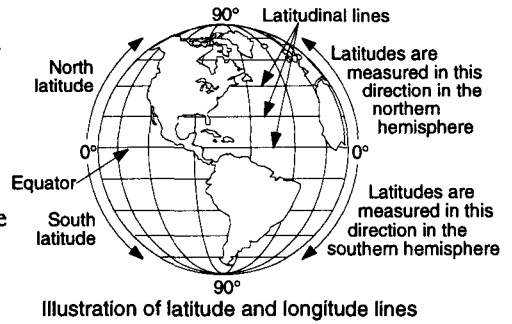 90°
Latitudinal lines
North
latitude
Latitudes are
measured in this
direction in the
northern
hemisphere
0°
0°
Equator
South
latitude
Latitudes are
measured in this
direction in the
southern hemisphere
90°
Illustration of latitude and longitude lines